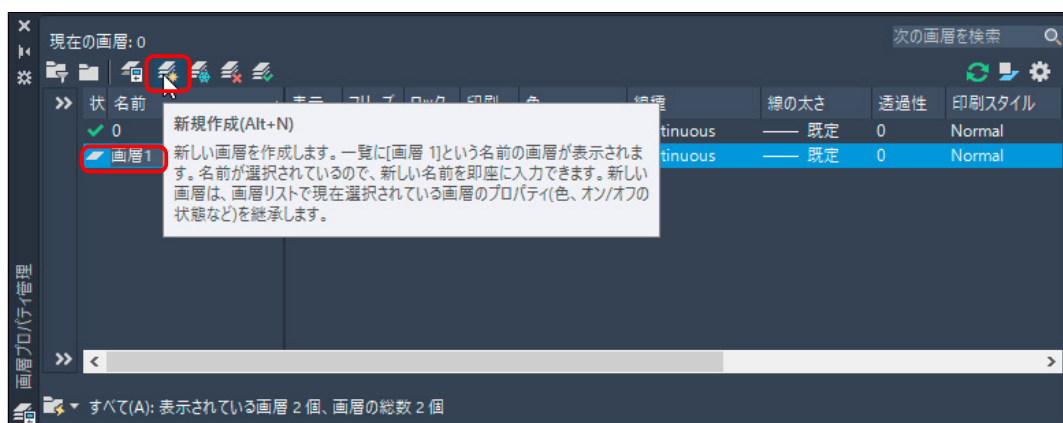 現在の画層: 0
次の画層を検索
状 名前 表示 フリーズ ロック 印刷 色 線種 線の太さ 透過性 印刷スタイル
0 tinuous 既定 0 Normal
画層1 tinuous 既定 0 Normal
新規作成(Alt+N)
新しい画層を作成します。一覧に[画層 1]という名前の画層が表示されま
す。名前が選択されているので、新しい名前を即座に入力できます。新しい
画層は、画層リストで現在選択されている画層のプロパティ(色、オン/オフの
状態など)を継承します。
画層プロパティ管理
すべて(A): 表示されている画層 2 個、画層の総数 2 個